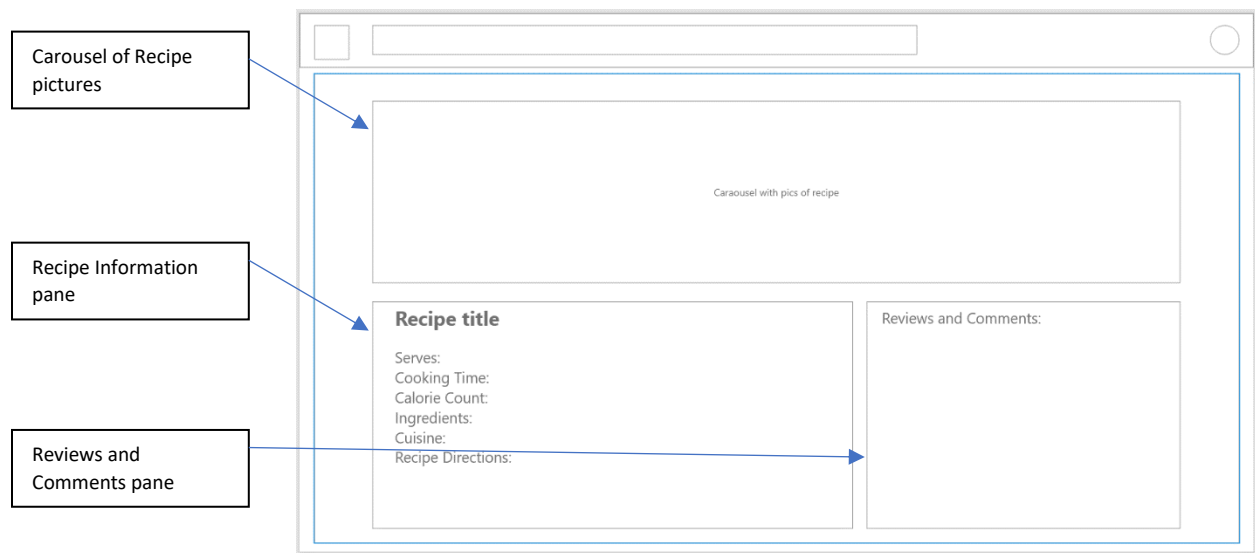 Carousel of Recipe
pictures
Caraousel with pics of recipe
Recipe Information
pane
Recipe title
Serves:
Cooking Time:
Calorie Count:
Ingredients:
Cuisine:
Recipe Directions:
Reviews and Comments:
Reviews and
Comments pane